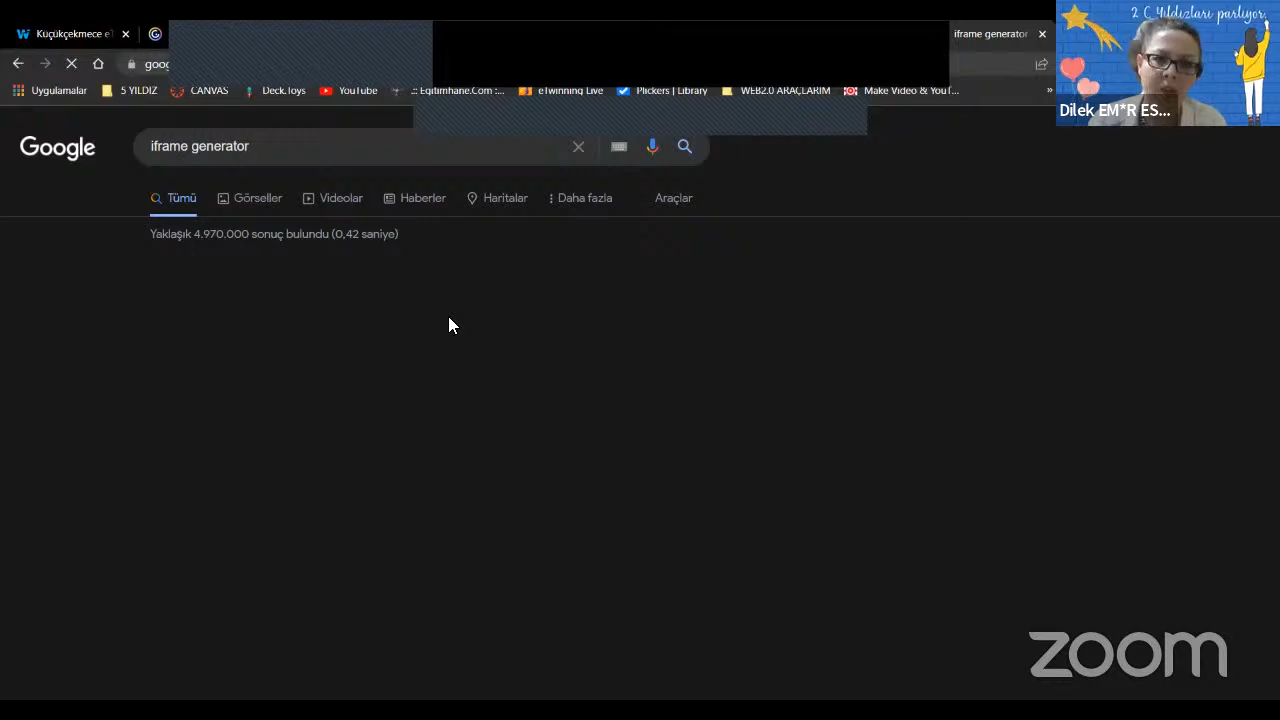 Küçükçekmece eT
iframe generator
goog
Uygulamalar 5 YILDIZ CANVAS Deck.Toys YouTube .:: Eğitimhane.Com :... eTwinning Live Plickers | Library WEB2.0 ARAÇLARIM Make Video & YouT... »
2 C Yıldızları parlıyor.
Dilek EM*R ES...
Google
iframe generator
Tümü Görseller Videolar Haberler Haritalar Daha fazla Araçlar
Yaklaşık 4.970.000 sonuç bulundu (0,42 saniye)
zoom